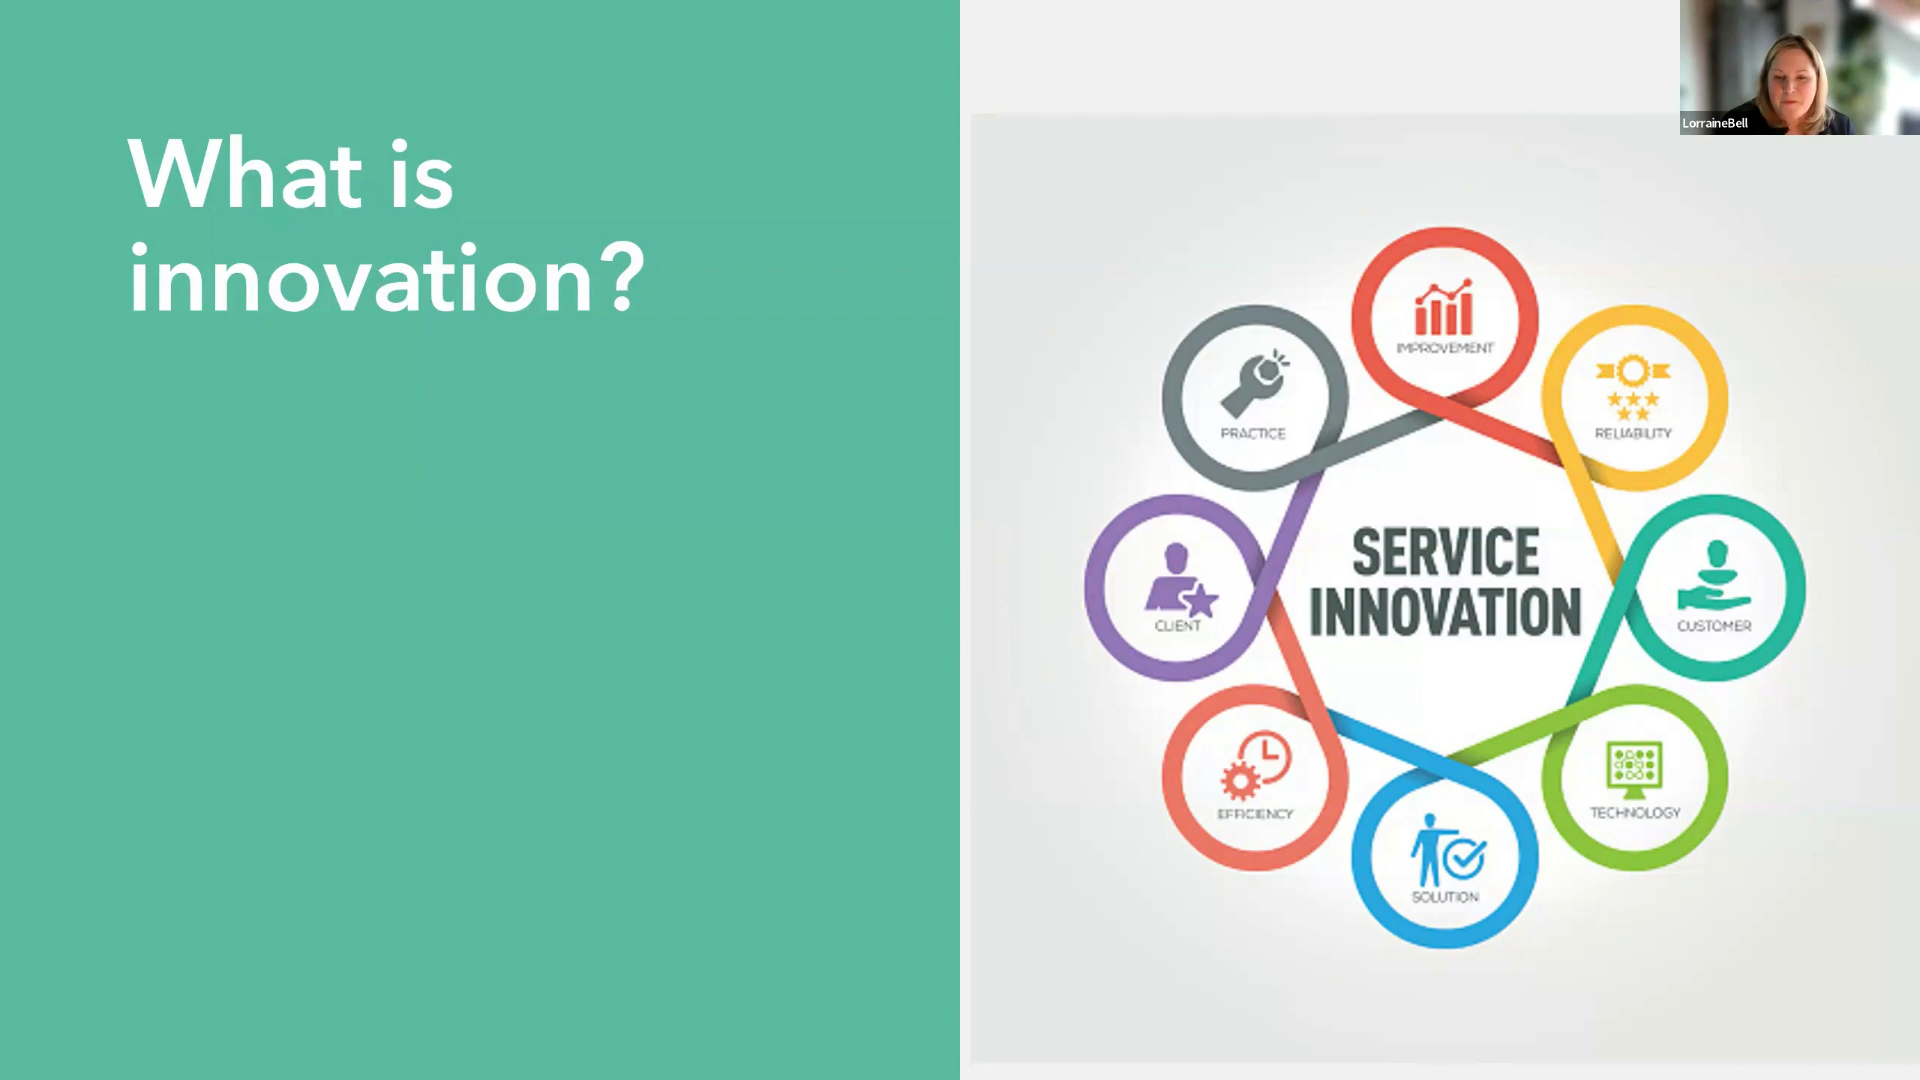 What is
innovation?
LorraineBell
IMPROVEMENT
PRACTICE
RELIABILITY
SERVICE
INNOVATION
CLIENT
CUSTOMER
EFFICIENCY
TECHNOLOGY
SOLUTION